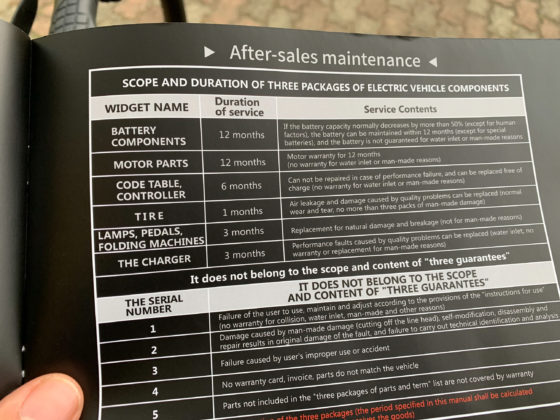 ▶ After-sales maintenance ◀
SCOPE AND DURATION OF THREE PACKAGES OF ELECTRIC VEHICLE COMPONENTS
WIDGET NAME
Duration
of service
Service Contents
BATTERY
COMPONENTS
12 months
If the battery capacity normally decreases by more than 50% (except for human
factors), the battery can be maintained within 12 months (except for special
batteries), and the battery is not guaranteed for water inlet or man-made reasons
MOTOR PARTS
12 months
Motor warranty for 12 months
(no warranty for water inlet or man-made reasons)
CODE TABLE,
CONTROLLER
6 months
Can not be repaired in case of performance failure, and can be replaced free of
charge (no warranty for water inlet or man-made reasons)
TIRE
1 months
Air leakage and damage caused by quality problems can be replaced (normal
wear and tear, no more than three packs of man-made damage)
LAMPS, PEDALS,
FOLDING MACHINES
3 months
Replacement for natural damage and breakage (not for man-made reasons)
THE CHARGER
3 months
Performance faults caused by quality problems can be replaced (water inlet, no
warranty or replacement for man-made reasons)
It does not belong to the scope and content of "three guarantees"
THE SERIAL
NUMBER
IT DOES NOT BELONG TO THE SCOPE
AND CONTENT OF "THREE GUARANTEES"
1
Failure of the user to use, maintain and adjust according to the provisions of the "instructions for use"
(no warranty for collision, water inlet, man-made and other reasons)
2
Damage caused by man-made damage (cutting off the line head), self-modification, disassembly and
repair results in original damage of the fault, and failure to carry out technical identification and analysis
3
Failure caused by user's improper use or accident
4
No warranty card, invoice, parts do not match the vehicle
5
Parts not included in the "three packages of parts and term" list are not covered by warranty
of the three packages (the period specified in this manual shall be calculated
the goods)